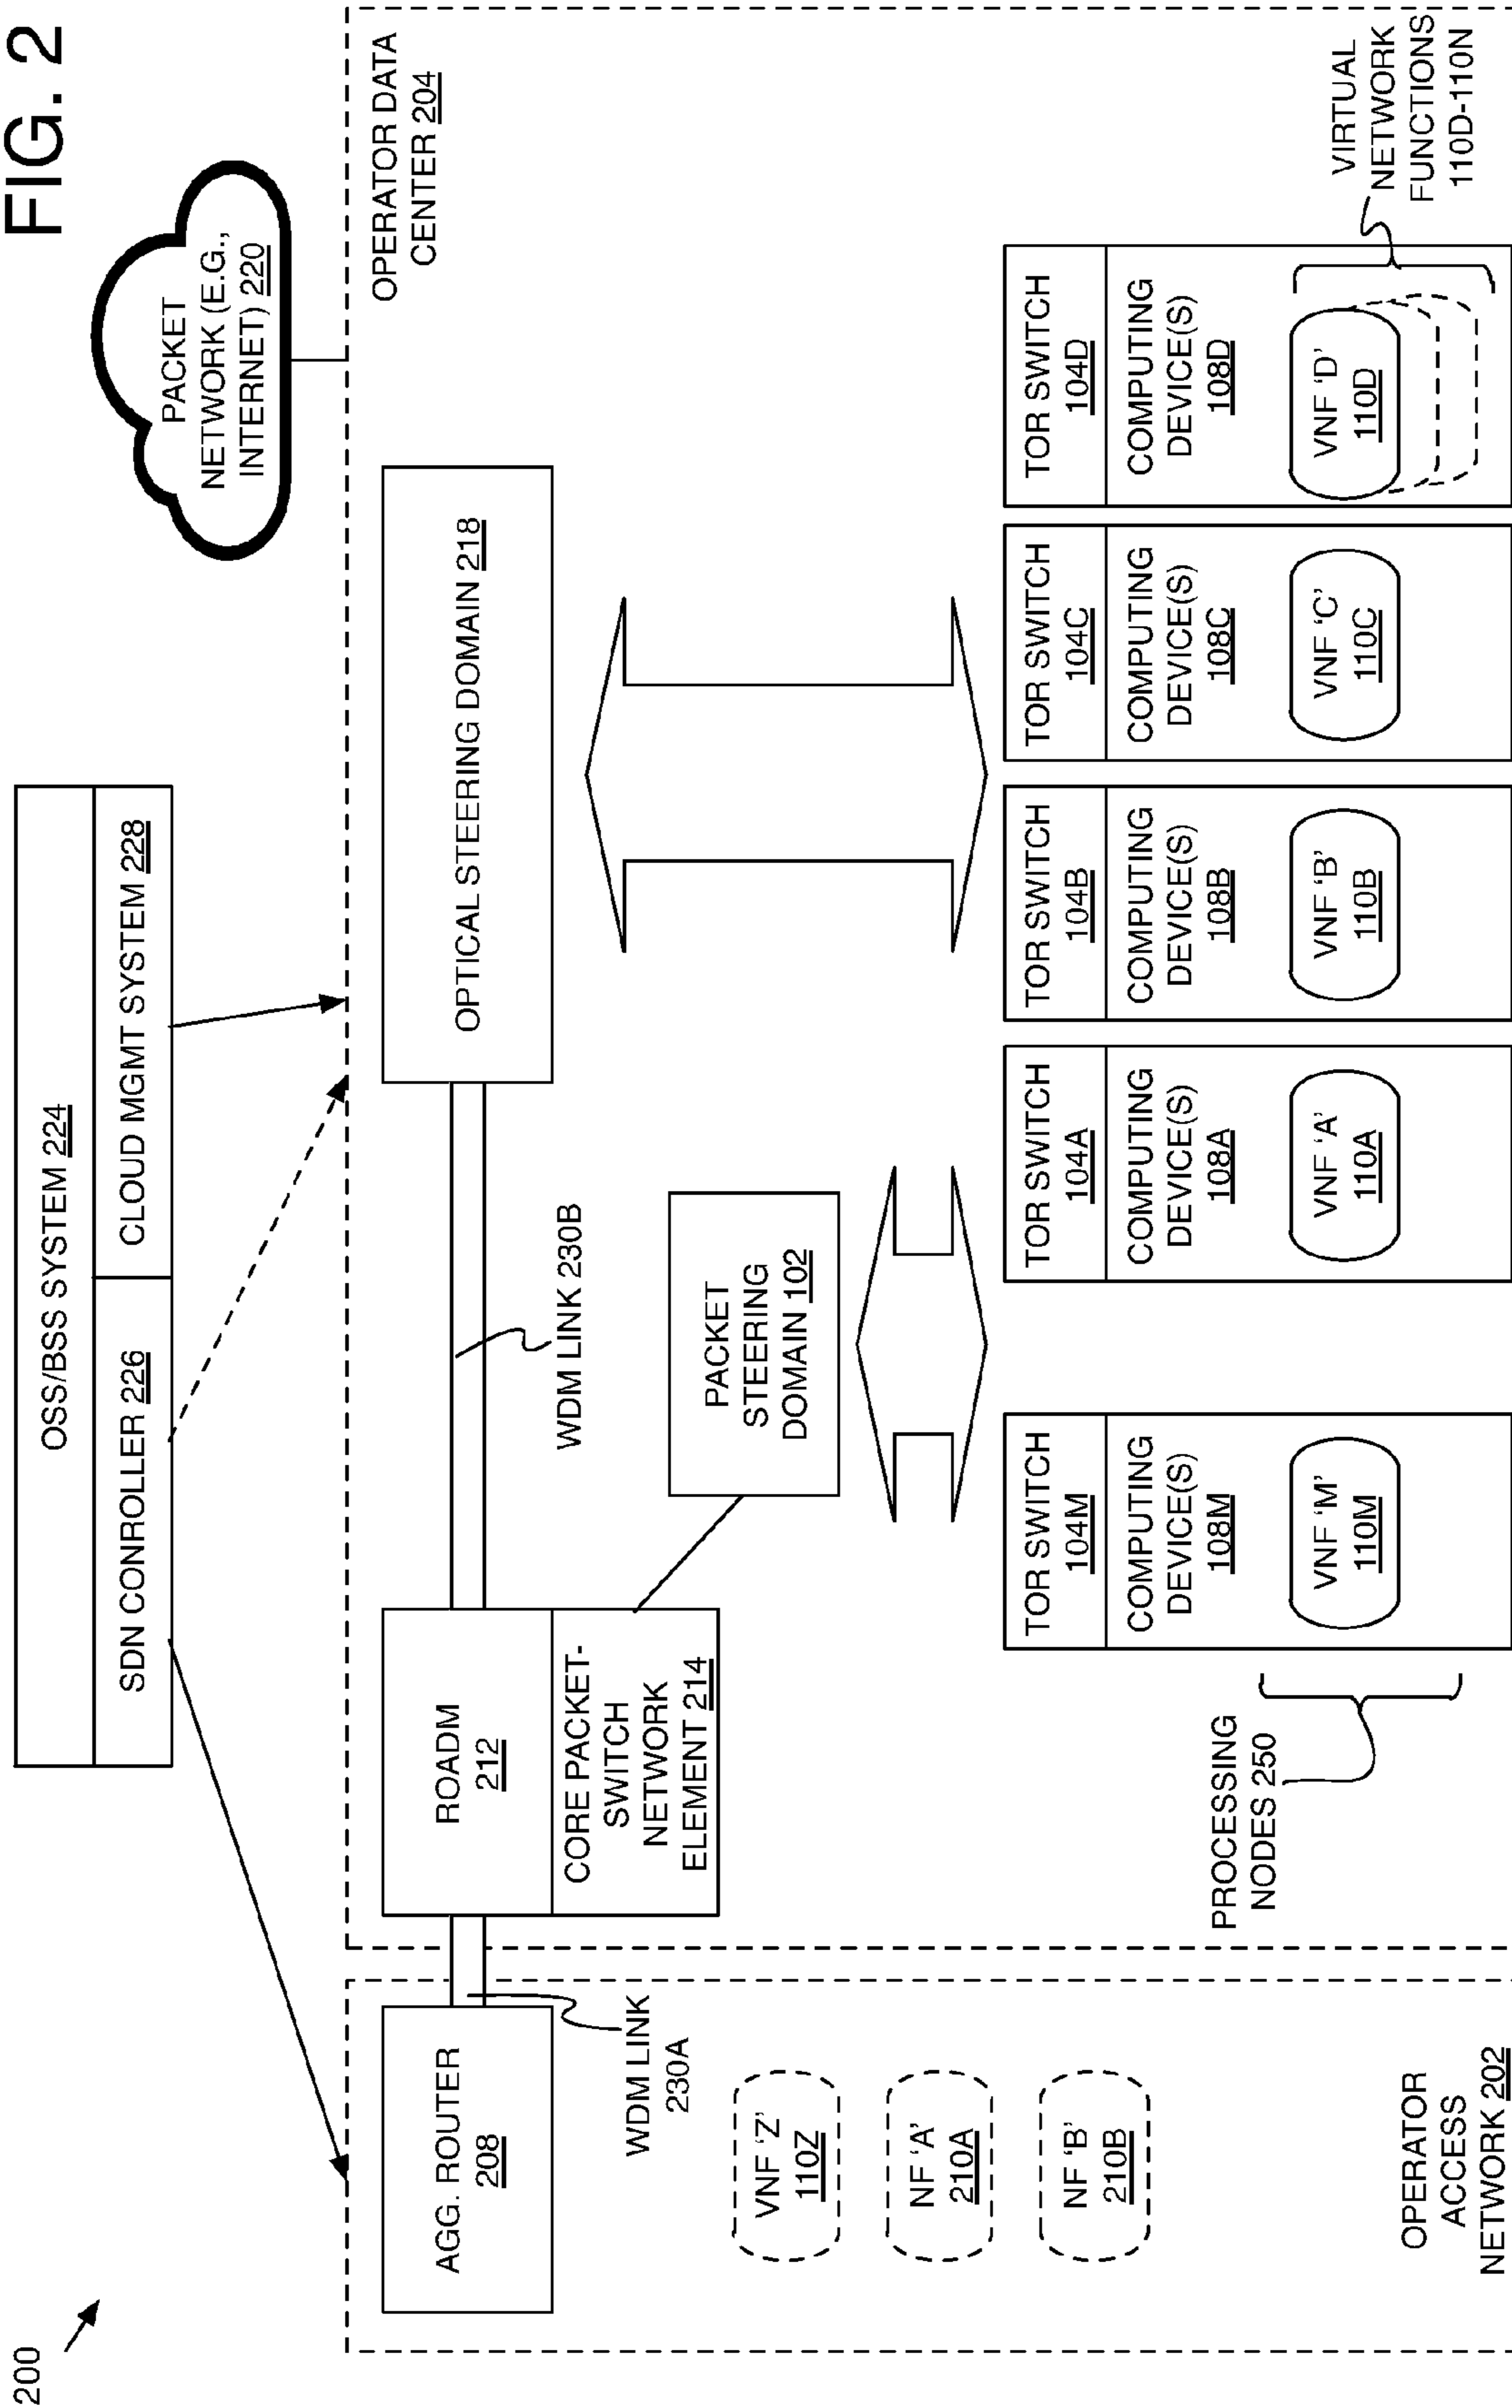 FIG. 2
200
OSS/BSS SYSTEM 224
SDN CONROLLER 226
CLOUD MGMT SYSTEM 228
PACKET
NETWORK (E.G.,
INTERNET) 220
OPERATOR DATA
CENTER 204
AGG. ROUTER
208
WDM LINK
230A
ROADM
212
CORE PACKET-
SWITCH
NETWORK
ELEMENT 214
WDM LINK 230B
OPTICAL STEERING DOMAIN 218
PACKET
STEERING
DOMAIN 102
VNF ‘Z’
110Z
NF ‘A’
210A
NF ‘B’
210B
OPERATOR
ACCESS
NETWORK 202
PROCESSING
NODES 250
TOR SWITCH
104M
COMPUTING
DEVICE(S)
108M
VNF ‘M’
110M
TOR SWITCH
104A
COMPUTING
DEVICE(S)
108A
VNF ‘A’
110A
TOR SWITCH
104B
COMPUTING
DEVICE(S)
108B
VNF ‘B’
110B
TOR SWITCH
104C
COMPUTING
DEVICE(S)
108C
VNF ‘C’
110C
TOR SWITCH
104D
COMPUTING
DEVICE(S)
108D
VNF ‘D’
110D
VIRTUAL
NETWORK
FUNCTIONS
110D-110N